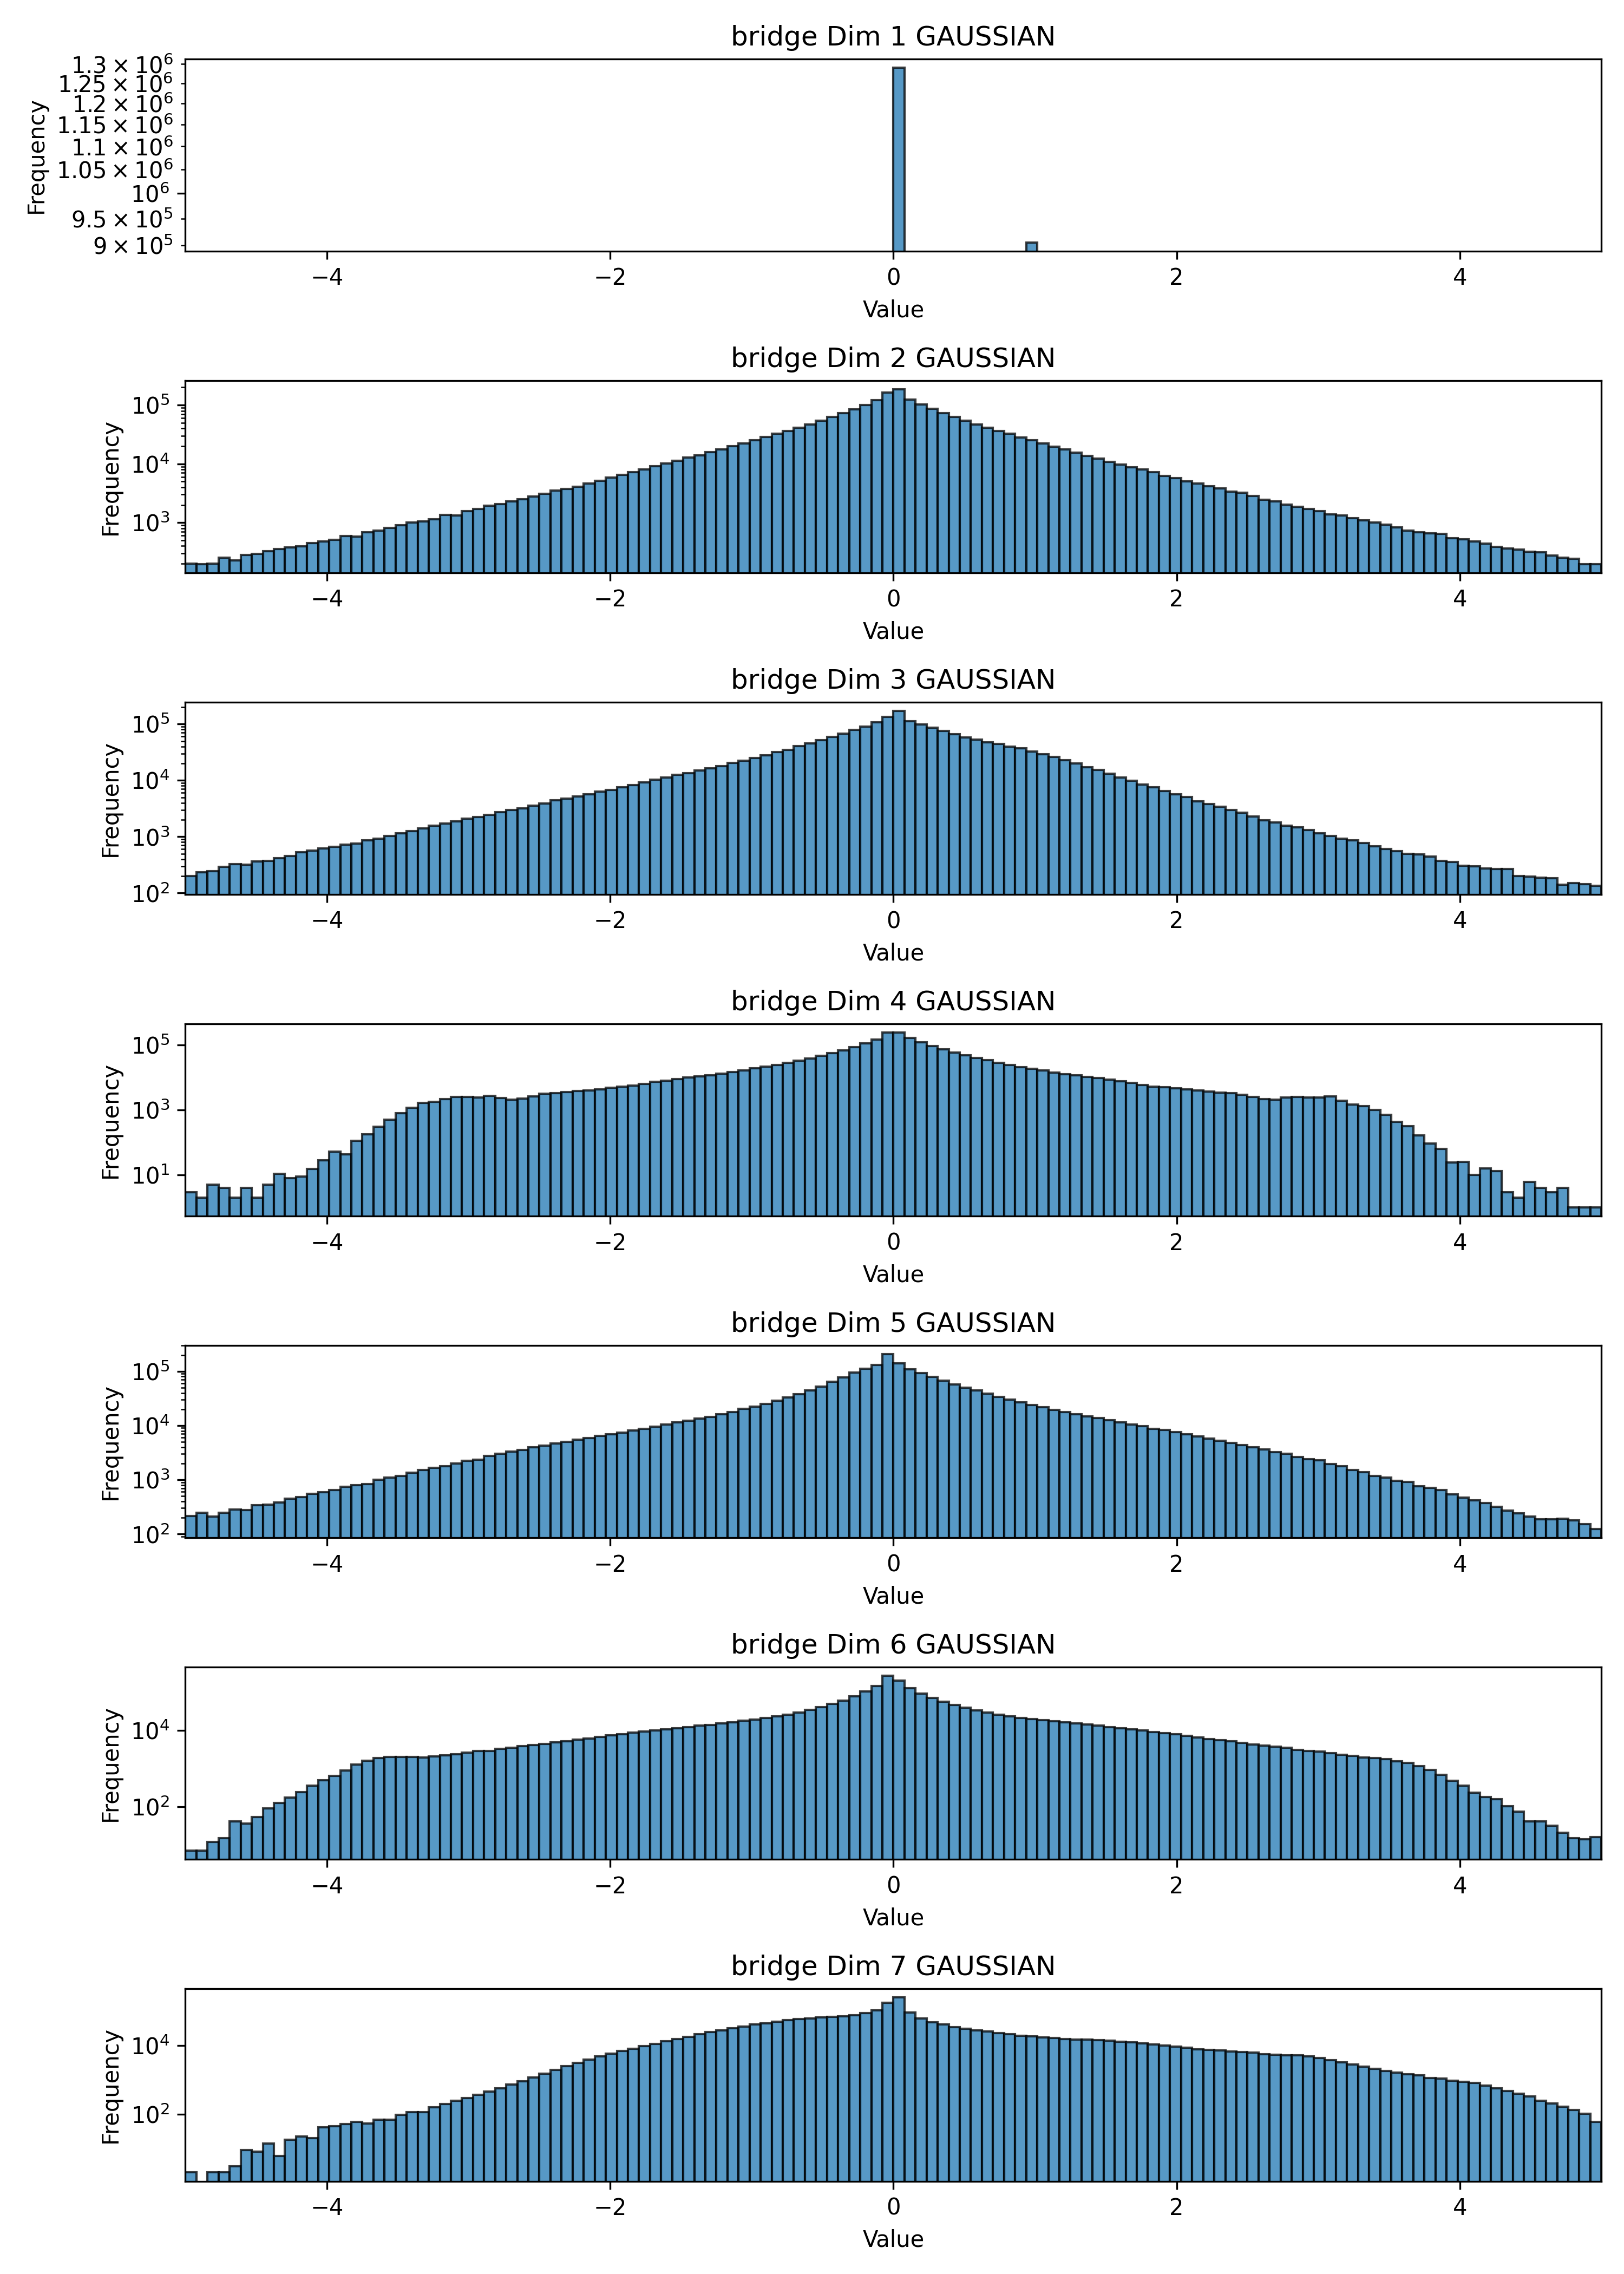 bridge Dim 1 GAUSSIAN
Frequency
1.3 × 10⁶
1.25 × 10⁶
1.2 × 10⁶
1.15 × 10⁶
1.1 × 10⁶
1.05 × 10⁶
10⁶
9.5 × 10⁵
9 × 10⁵
−4 −2 0 2 4
Value
bridge Dim 2 GAUSSIAN
Frequency
10⁵
10⁴
10³
−4 −2 0 2 4
Value
bridge Dim 3 GAUSSIAN
Frequency
10⁵
10⁴
10³
10²
−4 −2 0 2 4
Value
bridge Dim 4 GAUSSIAN
Frequency
10⁵
10³
10¹
−4 −2 0 2 4
Value
bridge Dim 5 GAUSSIAN
Frequency
10⁵
10⁴
10³
10²
−4 −2 0 2 4
Value
bridge Dim 6 GAUSSIAN
Frequency
10⁴
10²
−4 −2 0 2 4
Value
bridge Dim 7 GAUSSIAN
Frequency
10⁴
10²
−4 −2 0 2 4
Value